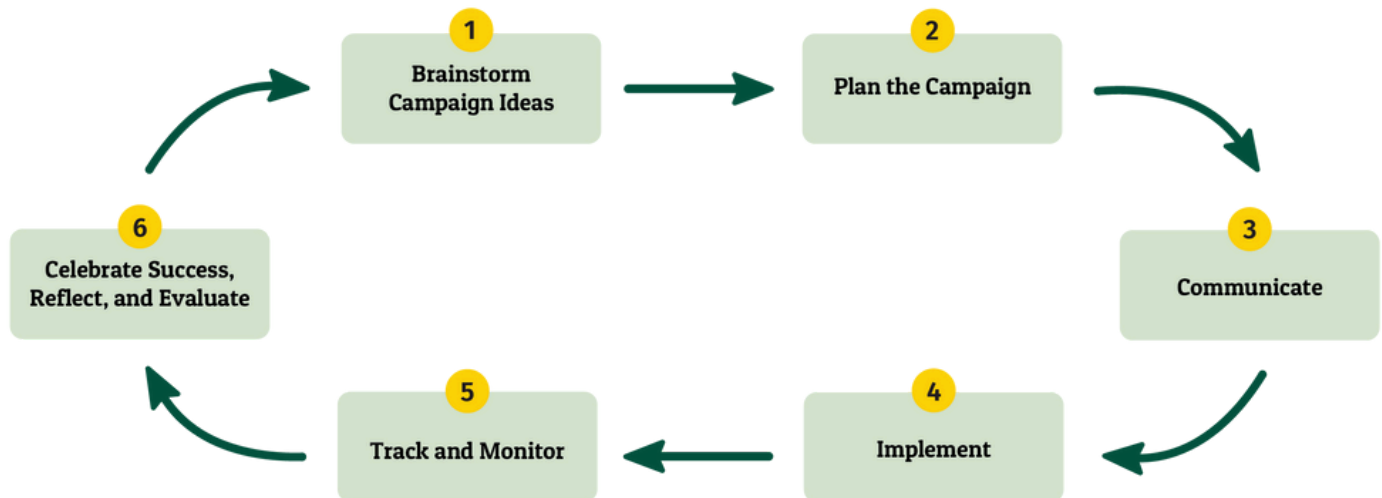 1
Brainstorm
Campaign Ideas
2
Plan the Campaign
3
Communicate
4
Implement
5
Track and Monitor
6
Celebrate Success,
Reflect, and Evaluate